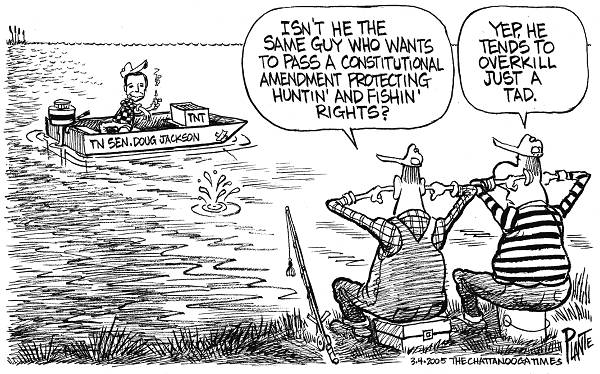 ISN'T HE THE
SAME GUY WHO WANTS
TO PASS A CONSTITUTIONAL
AMENDMENT PROTECTING
HUNTIN' AND FISHIN'
RIGHTS?
YEP, HE
TENDS TO
OVERKILL
JUST A
TAD.
TNT
TN SEN. DOUG JACKSON
PLANTE
3·4·2005 THE CHATTANOOGA TIMES